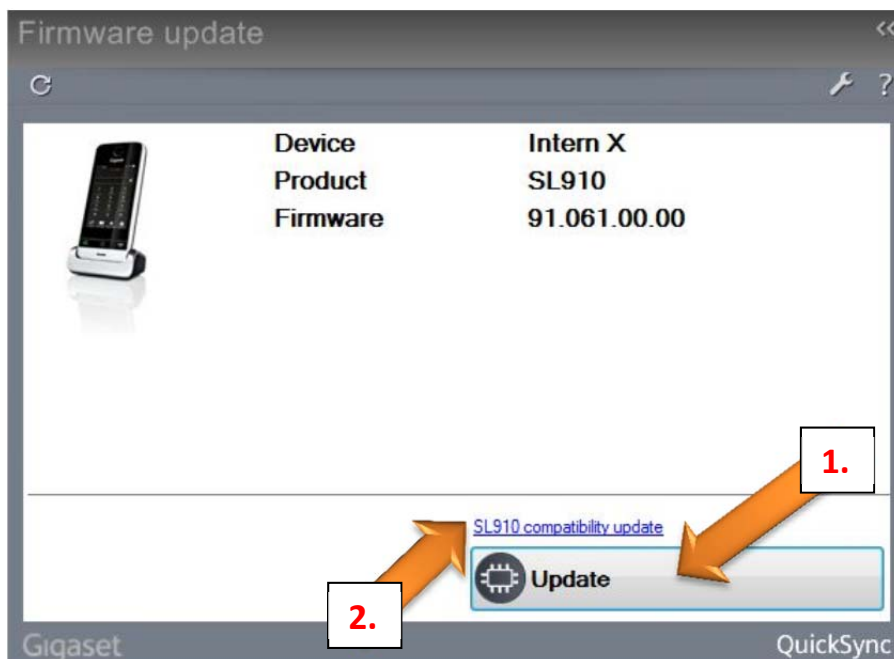 Firmware update
Device Intern X
Product SL910
Firmware 91.061.00.00
1.
SL910 compatibility update
Update
2.
Gigaset QuickSync